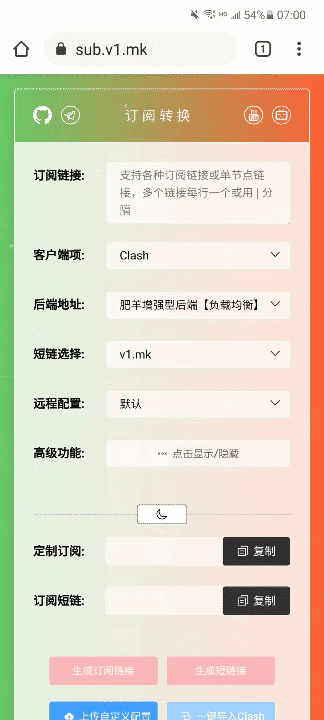 54% 07:00
sub.v1.mk
1
订阅转换
订阅链接:
支持各种订阅链接或单节点链
接，多个链接每行一个或用 | 分
隔
客户端项:
Clash
后端地址:
肥羊增强型后端【负载均衡】
短链选择:
v1.mk
远程配置:
默认
高级功能:
点击显示/隐藏
定制订阅:
复制
订阅短链:
复制
生成订阅链接
生成短链接
上传自定义配置
一键导入Clash